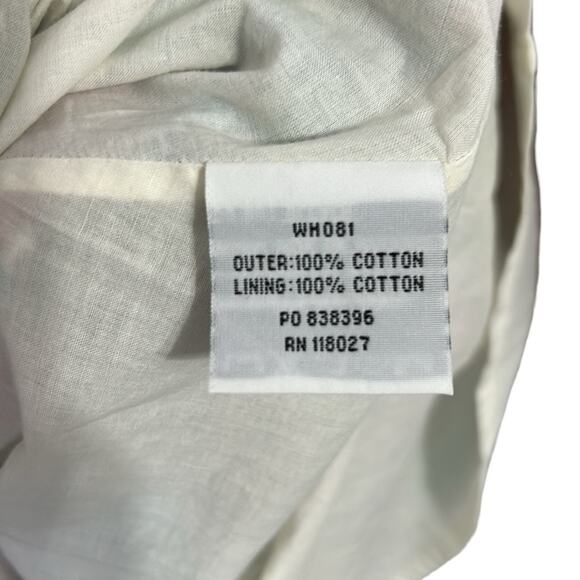 WH081
OUTER:100% COTTON
LINING:100% COTTON
PO 838396
RN 118027